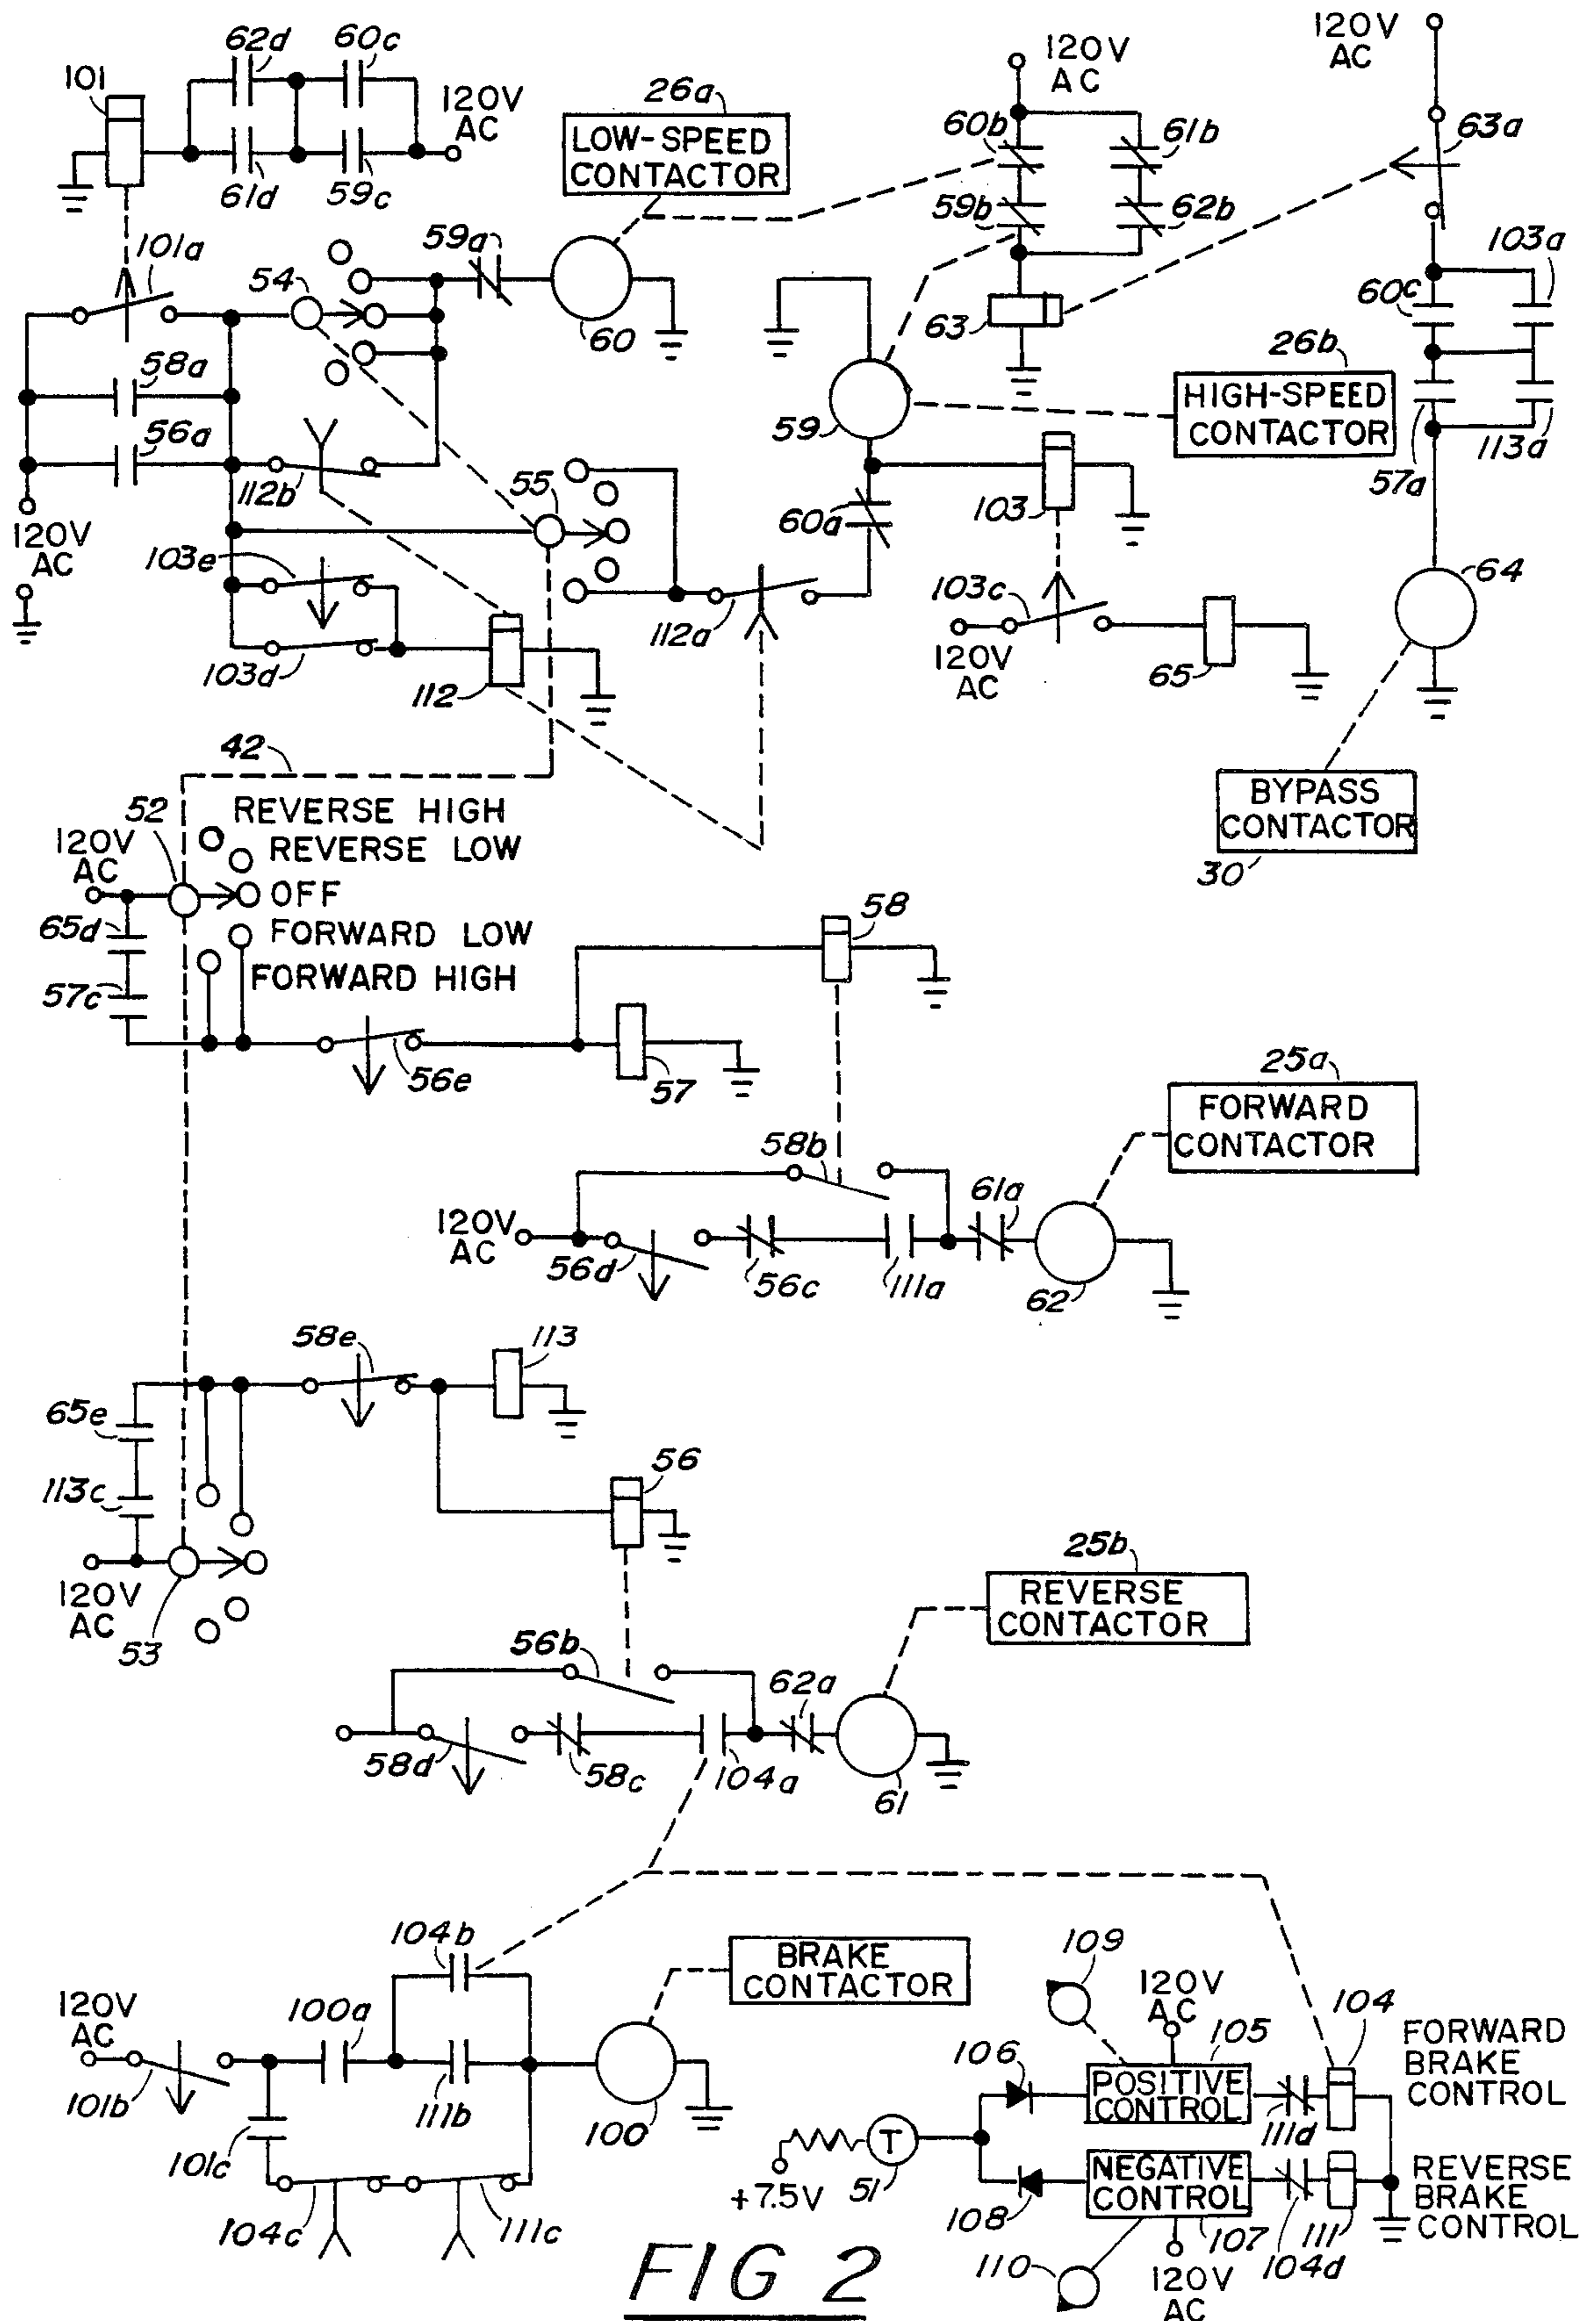 62d
60c
101
120V
AC
61d
59c
26a
LOW-SPEED
CONTACTOR
120V
AC
60b
61b
59b
62b
63
120V
AC
63a
103a
60c
57a
113a
64
101a
54
59a
60
58a
56a
112b
120V
AC
103e
103d
112
55
112a
59
60a
26b
HIGH-SPEED
CONTACTOR
103
103c
120V
AC
65
BYPASS
CONTACTOR
30
42
52
REVERSE HIGH
REVERSE LOW
120V
AC
OFF
65d
FORWARD LOW
FORWARD HIGH
57c
56e
57
58
25a
FORWARD
CONTACTOR
58b
61a
120V
AC
56d
56c
111a
62
58e
113
65e
113c
56
120V
AC
53
25b
REVERSE
CONTACTOR
56b
62a
58d
58c
104a
61
104b
BRAKE
CONTACTOR
120V
AC
100a
101b
111b
100
101c
104c
111c
109
120V
AC
105
104
FORWARD
BRAKE
CONTROL
106
POSITIVE
CONTROL
111d
T
+7.5V
51
108
NEGATIVE
CONTROL
107
104d
111
REVERSE
BRAKE
CONTROL
110
120V
AC
FIG 2